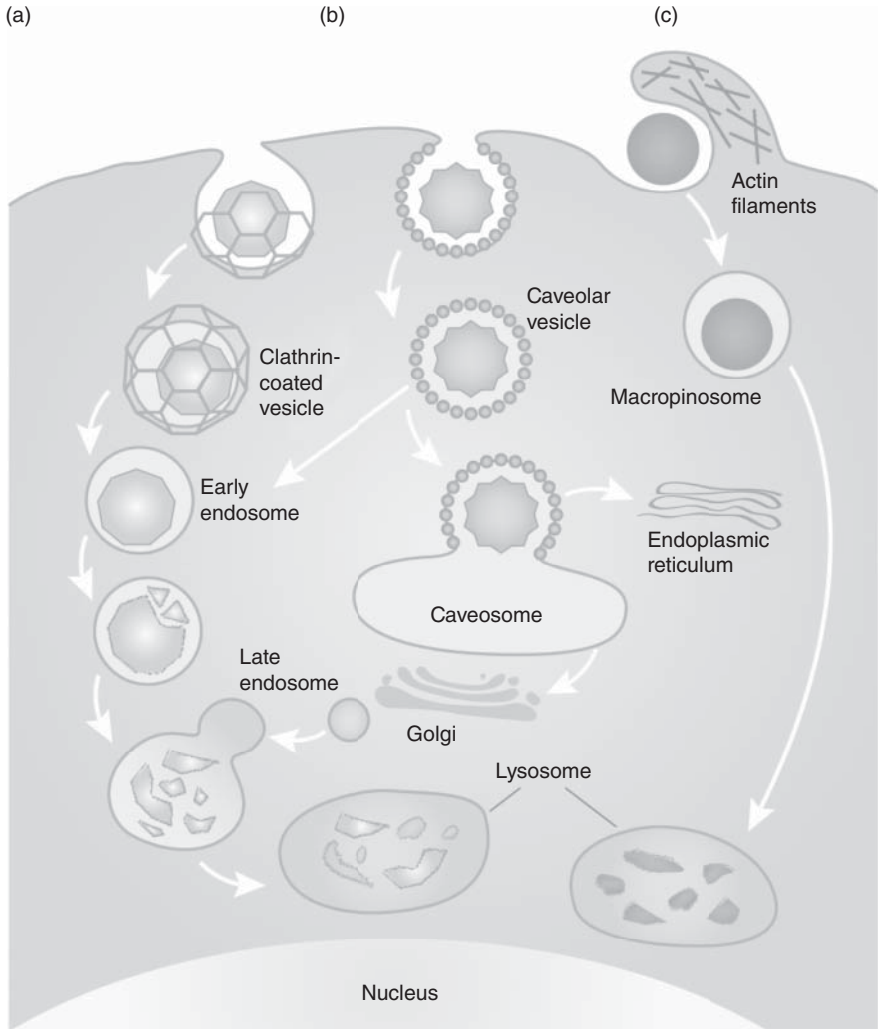 (a)
(b)
(c)
Actin
filaments
Caveolar
vesicle
Clathrin-
coated
vesicle
Macropinosome
Early
endosome
Endoplasmic
reticulum
Caveosome
Late
endosome
Golgi
Lysosome
Nucleus